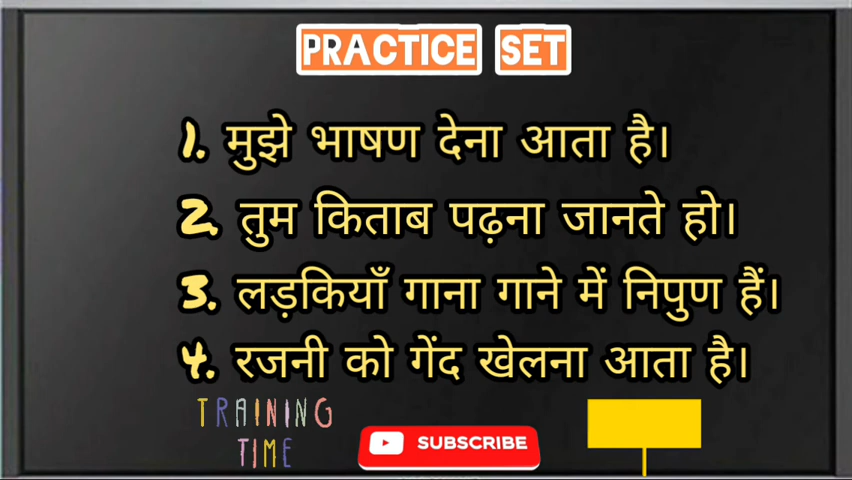 PRACTICE SET
1. मुझे भाषण देना आता है।
2. तुम किताब पढ़ना जानते हो।
3. लड़कियाँ गाना गाने में निपुण हैं।
4. रजनी को गेंद खेलना आता है।
TRAINING
TIME
SUBSCRIBE